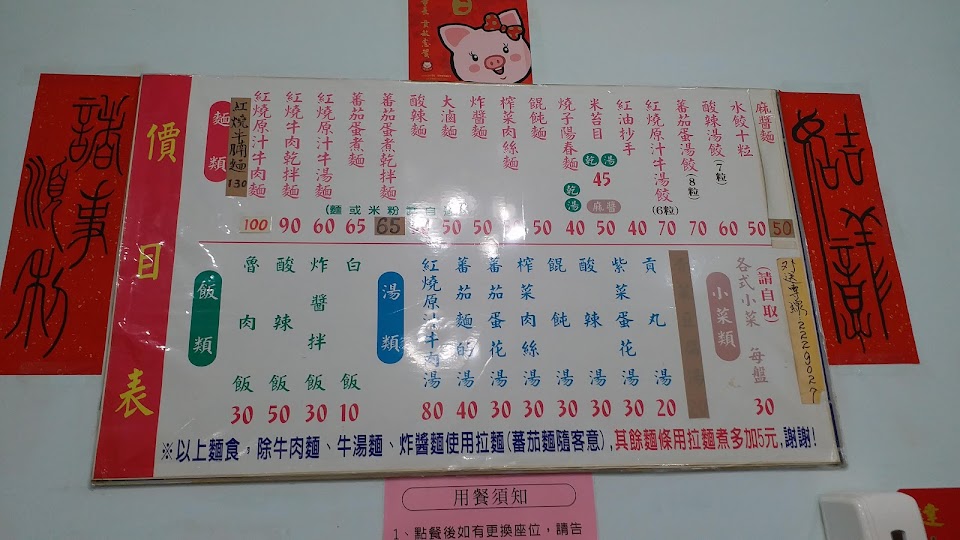 諸事順利
吉祥如意
價目表
麵類
紅燒牛腩麵 130
紅燒原汁牛肉麵
紅燒牛肉乾拌麵
紅燒原汁牛湯麵
蕃茄蛋煮麵
蕃茄蛋煮乾拌麵
酸辣麵
大滷麵
炸醬麵
榨菜肉絲麵
餛飩麵
燒子陽春麵
乾
湯
米苔目
乾 湯
45
麻醬
紅油抄手
紅燒原汁牛湯餃
(6粒)
蕃茄蛋湯餃
(8粒)
酸辣湯餃
(7粒)
水餃十粒
麻醬麵
(麵或米粉
100 90 60 65 65 50 50 50 50 40 50 40 70 70 60 50 50
飯類
魯肉飯
酸辣飯
炸醬拌飯
白飯
30 50 30 10
湯類
紅燒原汁牛肉湯
蕃茄麵的湯
蕃茄蛋花湯
榨菜肉絲湯
餛飩湯
酸辣湯
紫菜蛋花湯
貢丸湯
80 40 30 30 30 30 30 20
小菜類
各式小菜 每盤
(請自取)
30
外送專線:2229027
※以上麵食,除牛肉麵、牛湯麵、炸醬麵使用拉麵(蕃茄麵隨客意),其餘麵條用拉麵煮多加5元,謝謝!
用餐須知
1、點餐後如有更換座位,請告